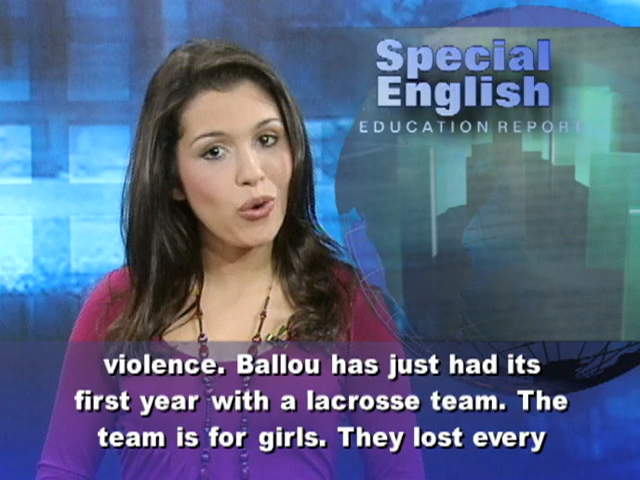 Special
English
EDUCATION REPORT
violence. Ballou has just had its
first year with a lacrosse team. The
team is for girls. They lost every